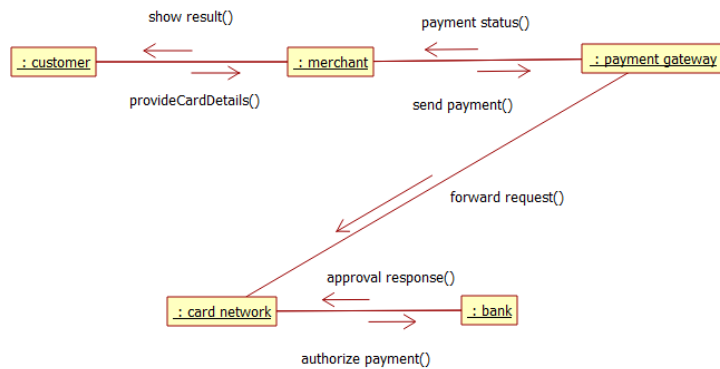 show result()
payment status()
: customer
: merchant
: payment gateway
provideCardDetails()
send payment()
forward request()
approval response()
: card network
: bank
authorize payment()